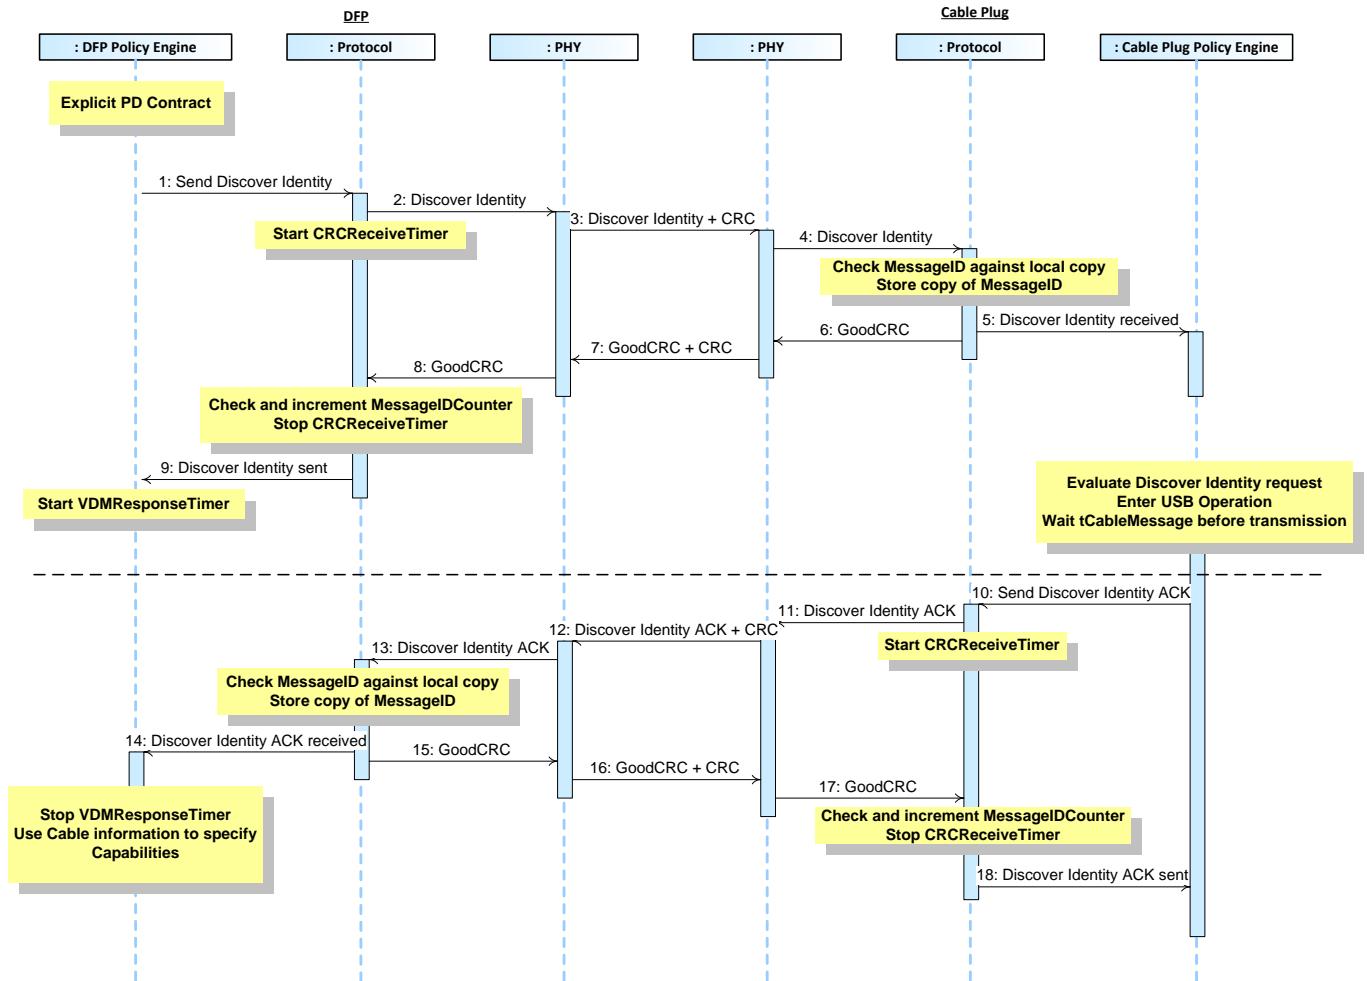 DFP
Cable Plug
: DFP Policy Engine
: Protocol
: PHY
: PHY
: Protocol
: Cable Plug Policy Engine
Explicit PD Contract
1: Send Discover Identity
2: Discover Identity
3: Discover Identity + CRC
Start CRCReceiveTimer
4: Discover Identity
Check MessageID against local copy
Store copy of MessageID
5: Discover Identity received
6: GoodCRC
7: GoodCRC + CRC
8: GoodCRC
Check and increment MessageIDCounter
Stop CRCReceiveTimer
9: Discover Identity sent
Start VDMResponseTimer
Evaluate Discover Identity request
Enter USB Operation
Wait tCableMessage before transmission
10: Send Discover Identity ACK
11: Discover Identity ACK
12: Discover Identity ACK + CRC
Start CRCReceiveTimer
13: Discover Identity ACK
Check MessageID against local copy
Store copy of MessageID
14: Discover Identity ACK received
15: GoodCRC
16: GoodCRC + CRC
17: GoodCRC
Stop VDMResponseTimer
Use Cable information to specify
Capabilities
Check and increment MessageIDCounter
Stop CRCReceiveTimer
18: Discover Identity ACK sent